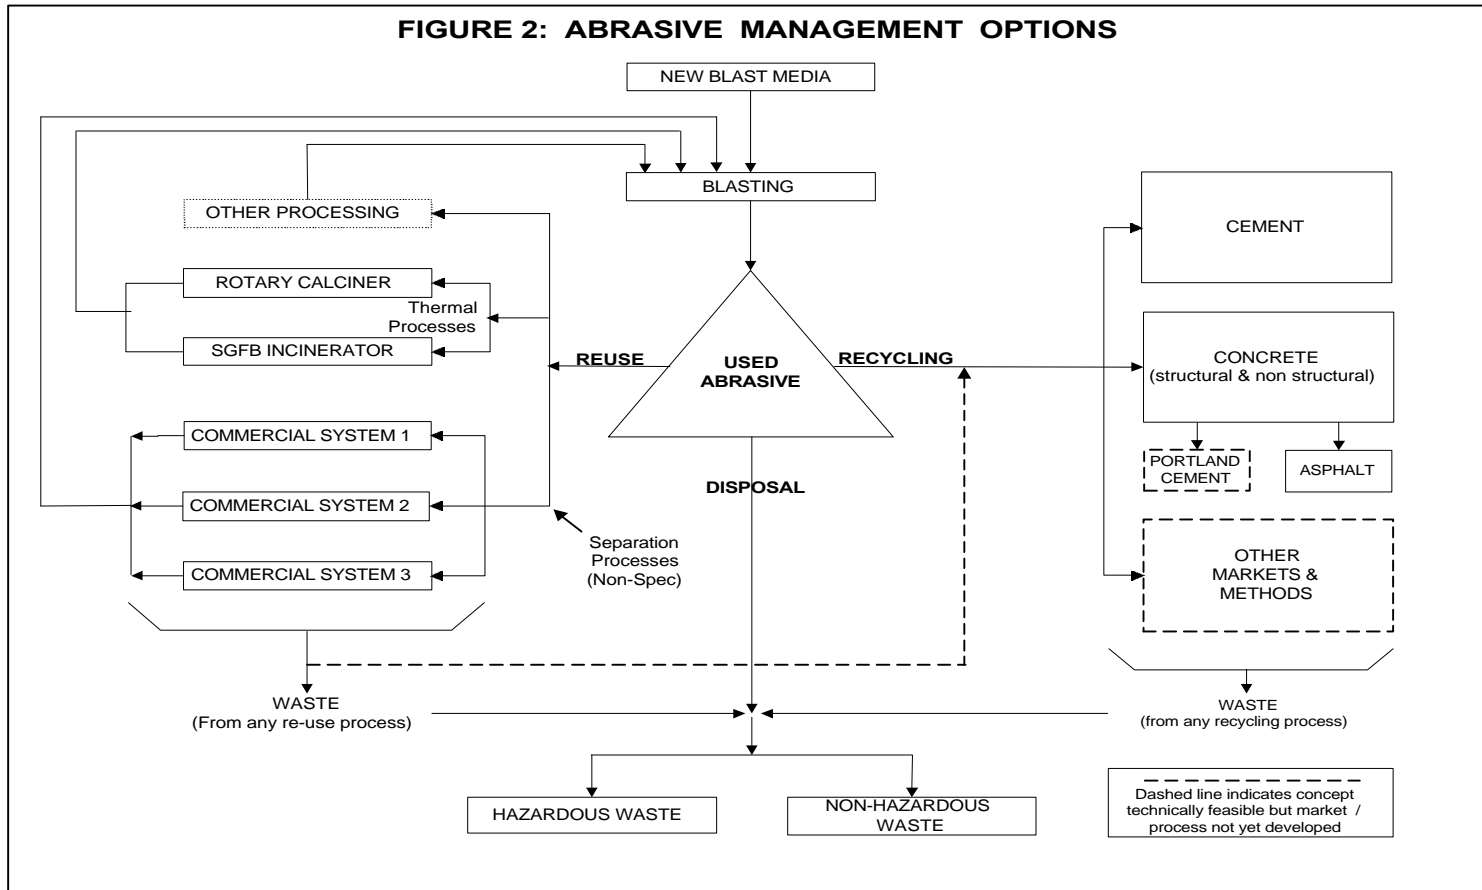 FIGURE 2: ABRASIVE MANAGEMENT OPTIONS
NEW BLAST MEDIA
BLASTING
OTHER PROCESSING
CEMENT
ROTARY CALCINER
Thermal
Processes
SGFB INCINERATOR
REUSE
USED
ABRASIVE
RECYCLING
CONCRETE
(structural & non structural)
COMMERCIAL SYSTEM 1
PORTLAND
CEMENT
ASPHALT
DISPOSAL
COMMERCIAL SYSTEM 2
Separation
Processes
(Non-Spec)
COMMERCIAL SYSTEM 3
OTHER
MARKETS &
METHODS
WASTE
(From any re-use process)
WASTE
(from any recycling process)
HAZARDOUS WASTE
NON-HAZARDOUS
WASTE
Dashed line indicates concept
technically feasible but market /
process not yet developed